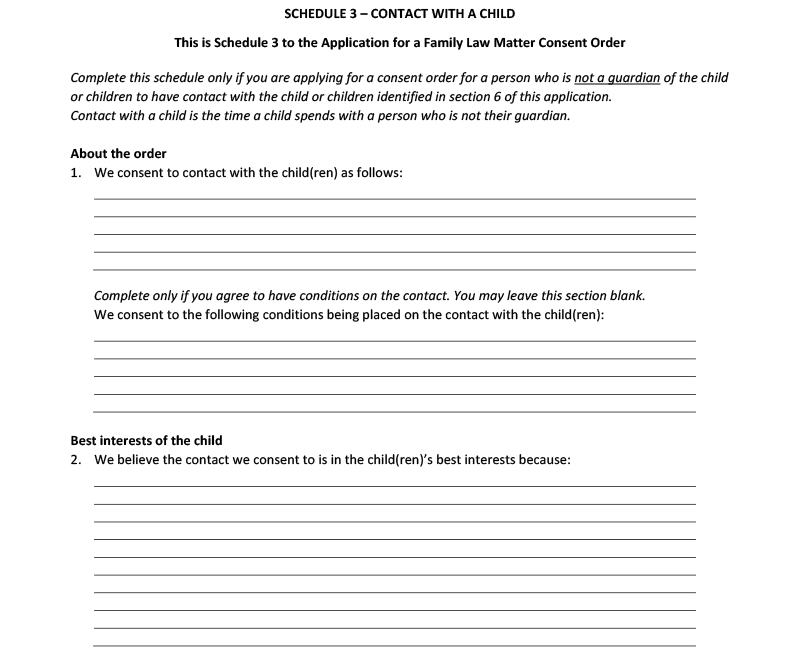 SCHEDULE 3 – CONTACT WITH A CHILD
This is Schedule 3 to the Application for a Family Law Matter Consent Order
Complete this schedule only if you are applying for a consent order for a person who is not a guardian of the child
or children to have contact with the child or children identified in section 6 of this application.
Contact with a child is the time a child spends with a person who is not their guardian.
About the order
1. We consent to contact with the child(ren) as follows:
Complete only if you agree to have conditions on the contact. You may leave this section blank.
We consent to the following conditions being placed on the contact with the child(ren):
Best interests of the child
2. We believe the contact we consent to is in the child(ren)’s best interests because: